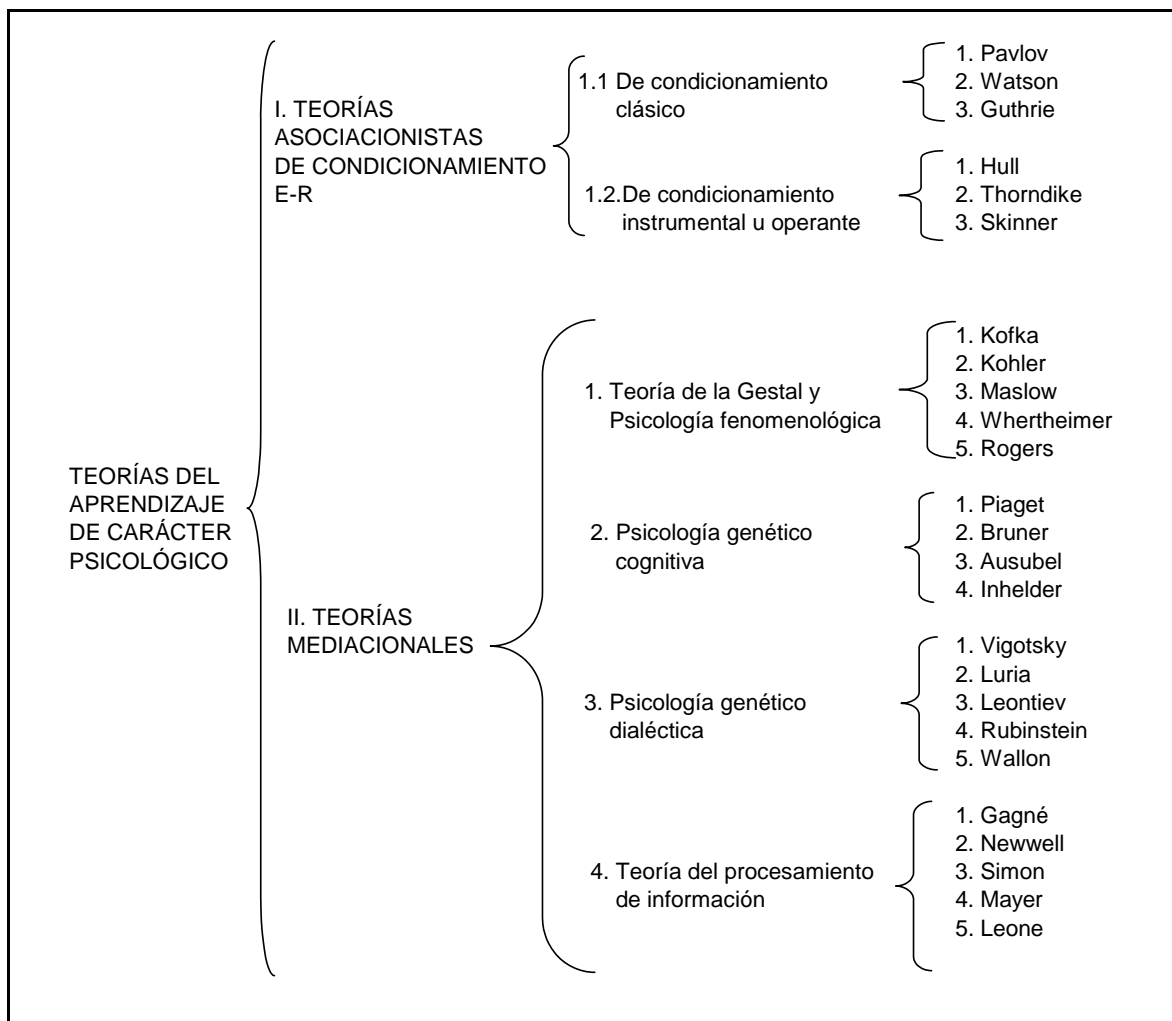 TEORÍAS DEL
APRENDIZAJE
DE CARÁCTER
PSICOLÓGICO
I. TEORÍAS
ASOCIACIONISTAS
DE CONDICIONAMIENTO
E-R
1.1 De condicionamiento
clásico
1. Pavlov
2. Watson
3. Guthrie
1.2.De condicionamiento
instrumental u operante
1. Hull
2. Thorndike
3. Skinner
II. TEORÍAS
MEDIACIONALES
1. Teoría de la Gestal y
Psicología fenomenológica
1. Kofka
2. Kohler
3. Maslow
4. Whertheimer
5. Rogers
2. Psicología genético
cognitiva
1. Piaget
2. Bruner
3. Ausubel
4. Inhelder
3. Psicología genético
dialéctica
1. Vigotsky
2. Luria
3. Leontiev
4. Rubinstein
5. Wallon
4. Teoría del procesamiento
de información
1. Gagné
2. Newwell
3. Simon
4. Mayer
5. Leone